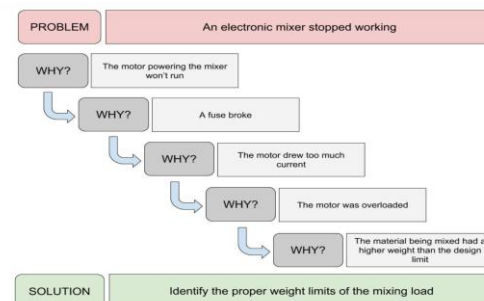 PROBLEM
An electronic mixer stopped working
WHY?
The motor powering the mixer
won't run
WHY?
A fuse broke
WHY?
The motor drew too much
current
WHY?
The motor was overloaded
WHY?
The material being mixed had a
higher weight than the design
limit
SOLUTION
Identify the proper weight limits of the mixing load